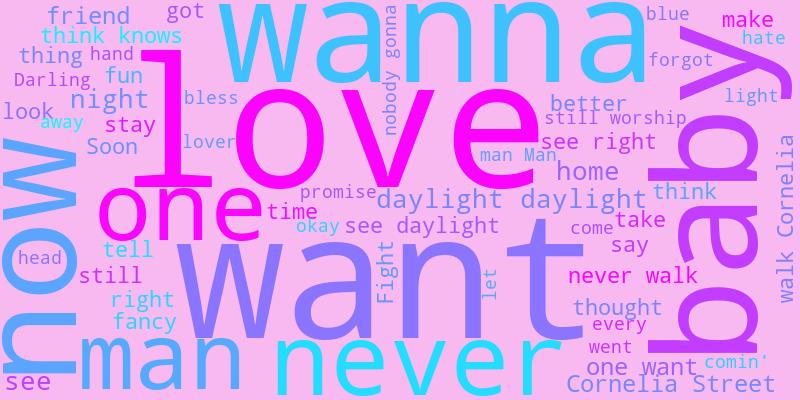 friend
got
wanna
blue
make
think knows
hate
thing
hand
nobody gonna
forgot
baby
Darling
fun
love
light
look
night
bless
better
away
stay
still worship
Soon
lover
see right
now
man Man
home
one
promise
daylight daylight
think
time
okay
see daylight
come
take
walk Cornelia
tell
want
say
head
still
Fight
let
never walk
right
thought
fancy
every
man
never
went
one want
comin'
see
Cornelia Street